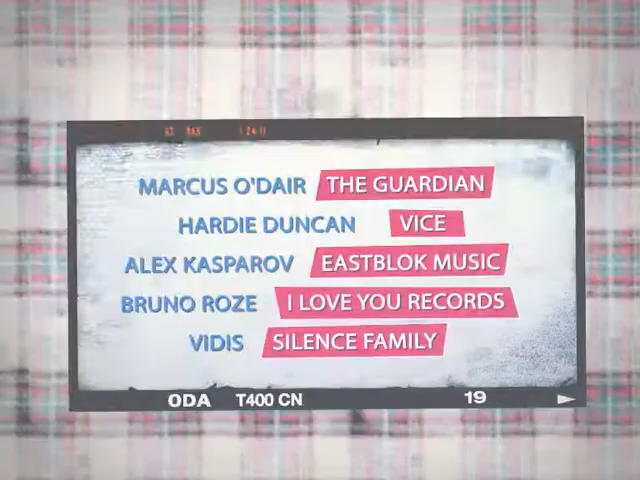 MARCUS O'DAIR THE GUARDIAN
HARDIE DUNCAN VICE
ALEX KASPAROV EASTBLOK MUSIC
BRUNO ROZE I LOVE YOU RECORDS
VIDIS SILENCE FAMILY
ODA T400 CN 19